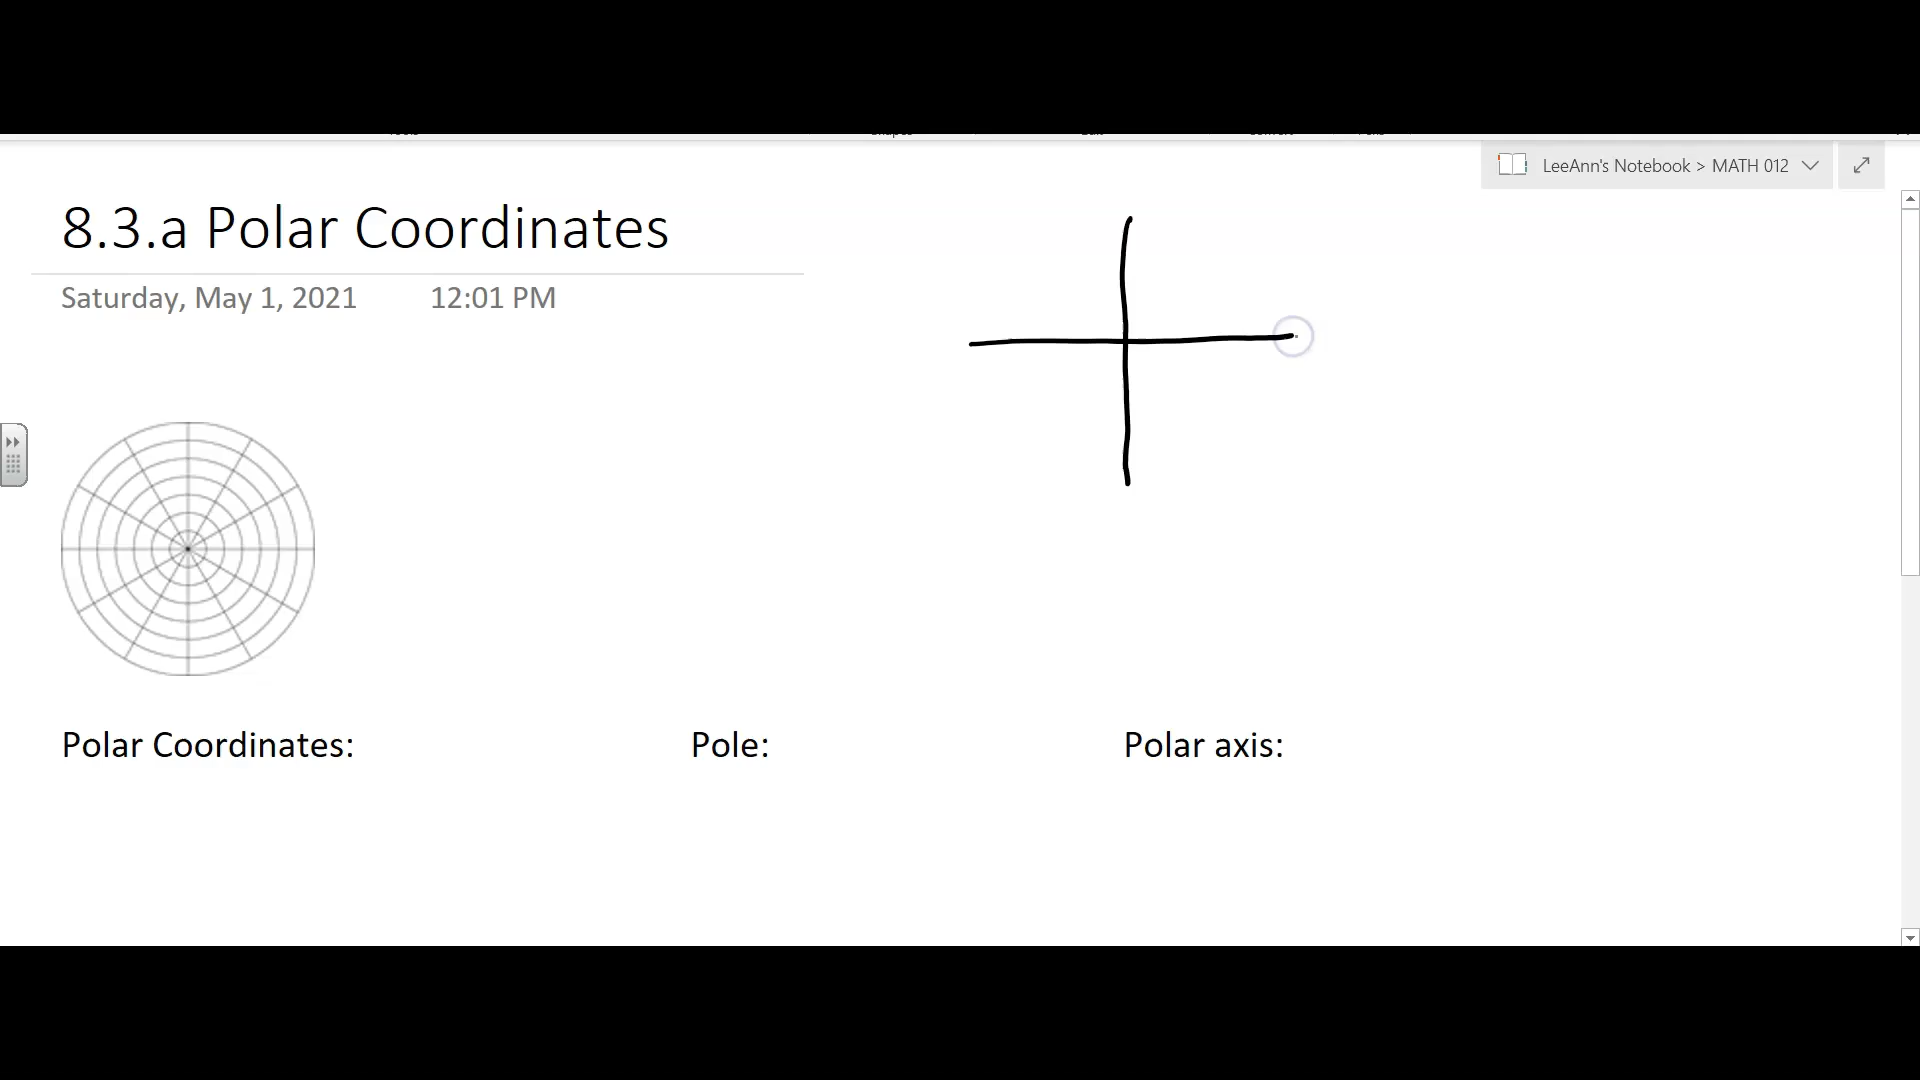 LeeAnn's Notebook > MATH 012
8.3.a Polar Coordinates
Saturday, May 1, 2021 12:01 PM
Polar Coordinates: Pole: Polar axis: